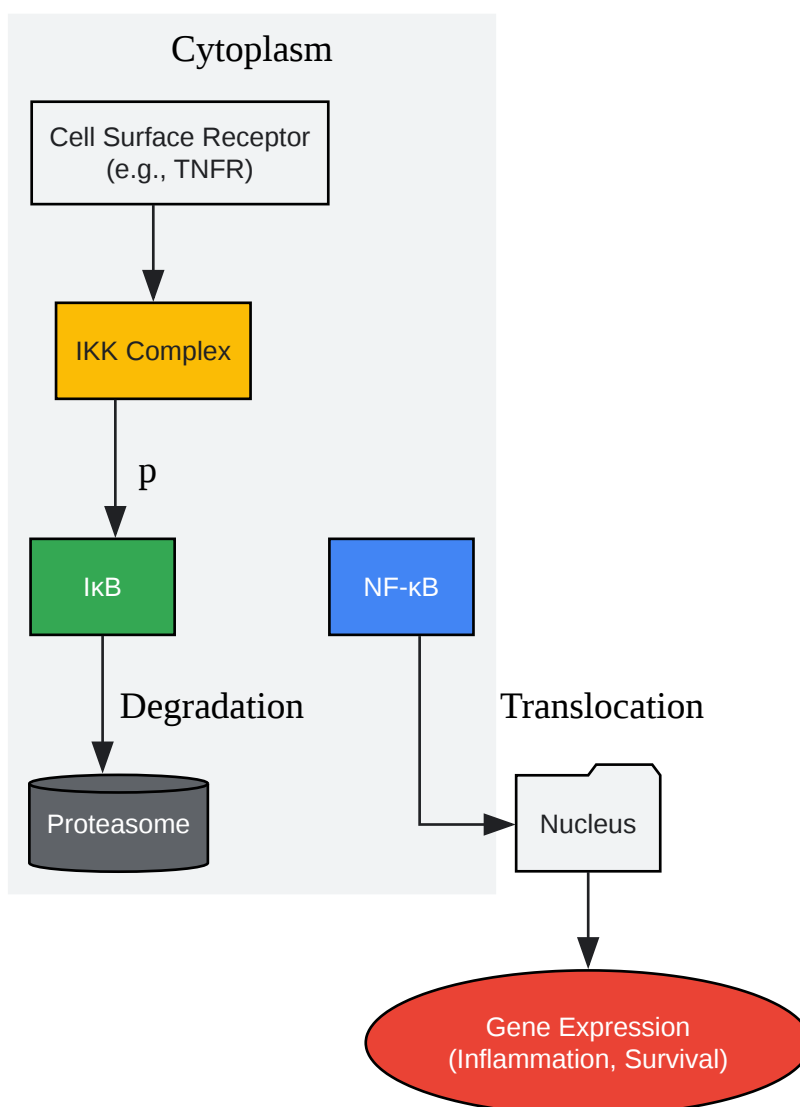 Cytoplasm
Cell Surface Receptor
(e.g., TNFR)
IKK Complex
p
IκB
NF-κB
Degradation
Translocation
Proteasome
Nucleus
Gene Expression
(Inflammation, Survival)